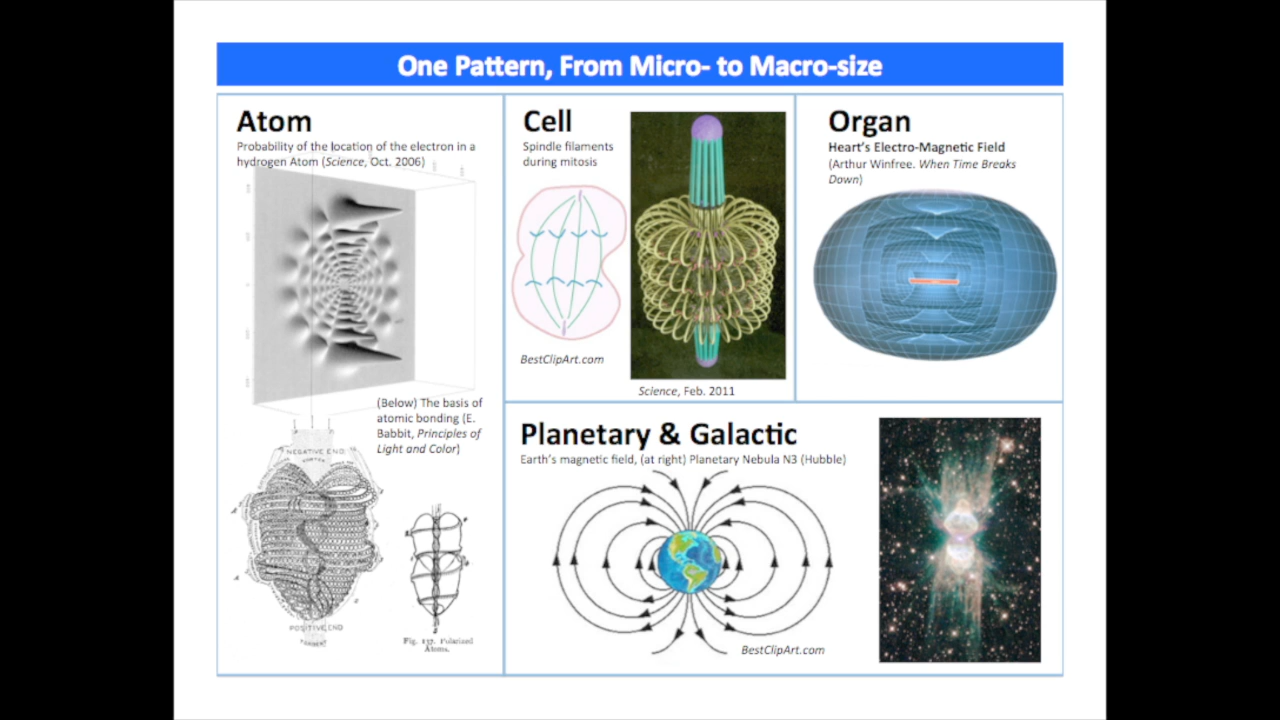 One Pattern, From Micro- to Macro-size
Atom
Probability of the location of the electron in a
hydrogen Atom (Science, Oct. 2006)
(Below) The basis of
atomic bonding (E.
Babbit, Principles of
Light and Color)
NEGATIVE END
POSITIVE END
Fig. 137. Polarized
Atoms.
Cell
Spindle filaments
during mitosis
BestClipArt.com
Science, Feb. 2011
Organ
Heart's Electro-Magnetic Field
(Arthur Winfree. When Time Breaks
Down)
Planetary & Galactic
Earth's magnetic field, (at right) Planetary Nebula N3 (Hubble)
BestClipArt.com